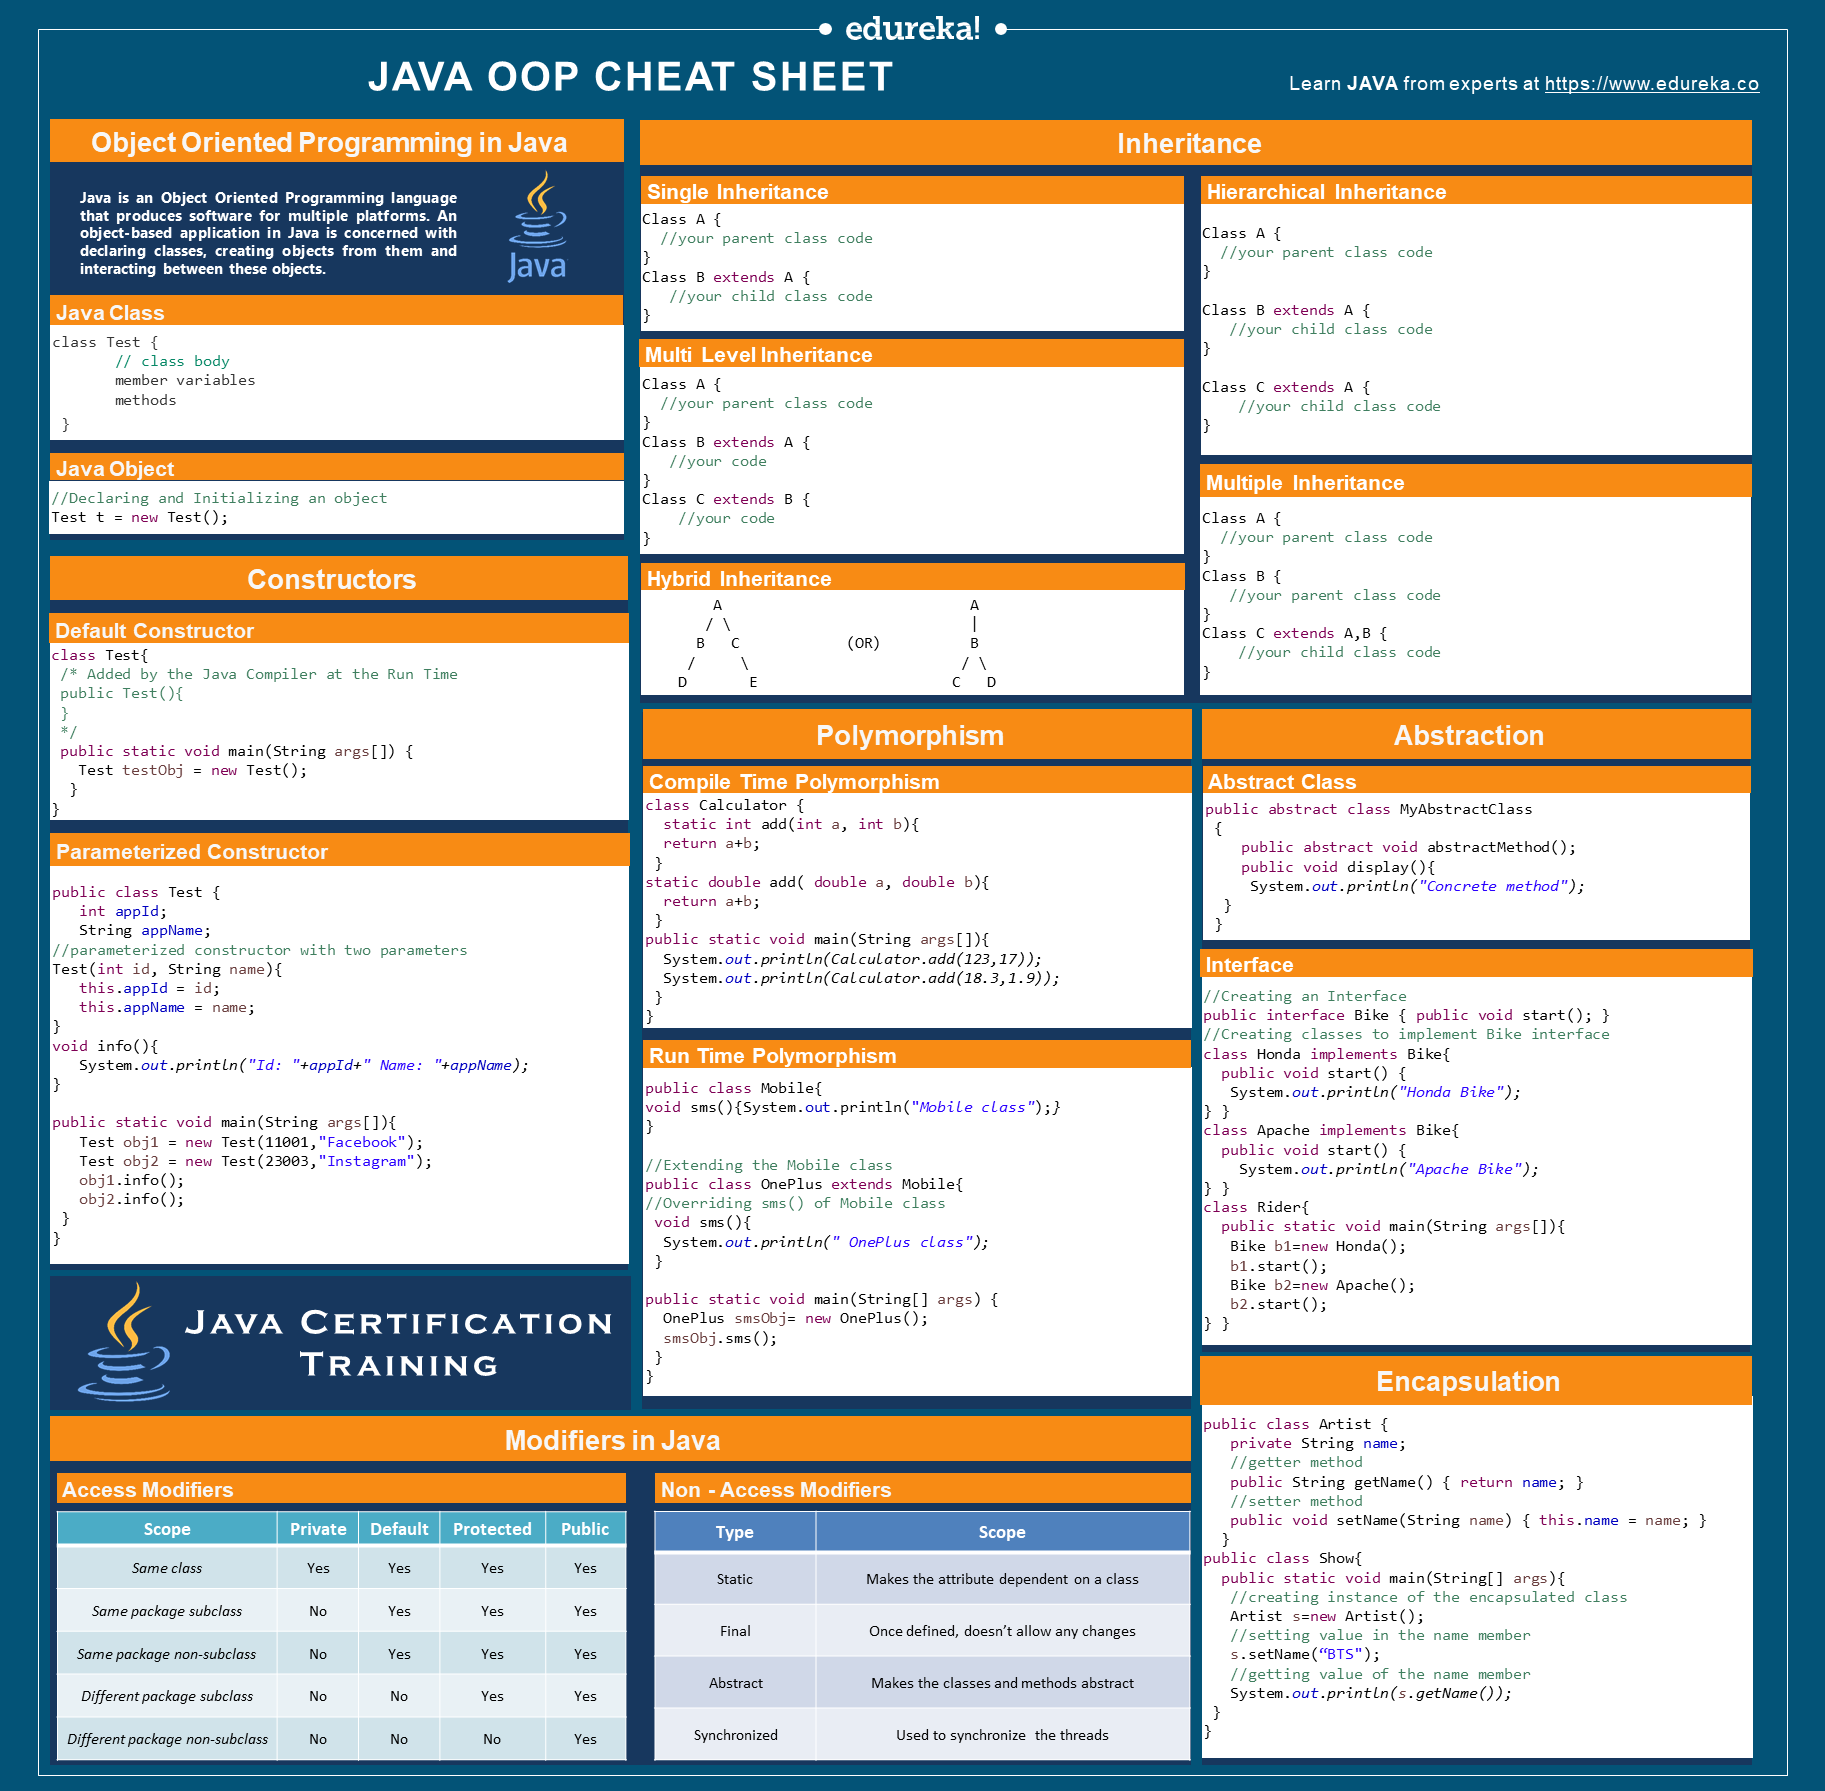 edureka!
JAVA OOP CHEAT SHEET
Learn JAVA from experts at https://www.edureka.co
Object Oriented Programming in Java
Java is an Object Oriented Programming language
that produces software for multiple platforms. An
object-based application in Java is concerned with
declaring classes, creating objects from them and
interacting between these objects.
Java
Java Class
class Test {
// class body
member variables
methods
}
Java Object
//Declaring and Initializing an object
Test t = new Test();
Constructors
Default Constructor
class Test{
/* Added by the Java Compiler at the Run Time
public Test(){
}
*/
public static void main(String args[]) {
Test testObj = new Test();
}
}
Parameterized Constructor
public class Test {
int appId;
String appName;
//parameterized constructor with two parameters
Test(int id, String name){
this.appId = id;
this.appName = name;
}
void info(){
System.out.println("Id: "+appId+" Name: "+appName);
}
public static void main(String args[]){
Test obj1 = new Test(11001,"Facebook");
Test obj2 = new Test(23003,"Instagram");
obj1.info();
obj2.info();
}
}
JAVA CERTIFICATION
TRAINING
Inheritance
Single Inheritance
Class A {
//your parent class code
}
Class B extends A {
//your child class code
}
Multi Level Inheritance
Class A {
//your parent class code
}
Class B extends A {
//your code
}
Class C extends B {
//your code
}
Hybrid Inheritance
A A
/ \ |
B C (OR) B
/ \ / \
D E C D
Hierarchical Inheritance
Class A {
//your parent class code
}
Class B extends A {
//your child class code
}
Class C extends A {
//your child class code
}
Multiple Inheritance
Class A {
//your parent class code
}
Class B {
//your parent class code
}
Class C extends A,B {
//your child class code
}
Polymorphism
Compile Time Polymorphism
class Calculator {
static int add(int a, int b){
return a+b;
}
static double add( double a, double b){
return a+b;
}
public static void main(String args[]){
System.out.println(Calculator.add(123,17));
System.out.println(Calculator.add(18.3,1.9));
}
}
Run Time Polymorphism
public class Mobile{
void sms(){System.out.println("Mobile class");}
}
//Extending the Mobile class
public class OnePlus extends Mobile{
//Overriding sms() of Mobile class
void sms(){
System.out.println(" OnePlus class");
}
public static void main(String[] args) {
OnePlus smsObj= new OnePlus();
smsObj.sms();
}
}
Abstraction
Abstract Class
public abstract class MyAbstractClass
{
public abstract void abstractMethod();
public void display(){
System.out.println("Concrete method");
}
}
Interface
//Creating an Interface
public interface Bike { public void start(); }
//Creating classes to implement Bike interface
class Honda implements Bike{
public void start() {
System.out.println("Honda Bike");
} }
class Apache implements Bike{
public void start() {
System.out.println("Apache Bike");
} }
class Rider{
public static void main(String args[]){
Bike b1=new Honda();
b1.start();
Bike b2=new Apache();
b2.start();
} }
Encapsulation
public class Artist {
private String name;
//getter method
public String getName() { return name; }
//setter method
public void setName(String name) { this.name = name; }
}
public class Show{
public static void main(String[] args){
//creating instance of the encapsulated class
Artist s=new Artist();
//setting value in the name member
s.setName(“BTS");
//getting value of the name member
System.out.println(s.getName());
}
}
Modifiers in Java
Access Modifiers
Scope Private Default Protected Public
Same class Yes Yes Yes Yes
Same package subclass No Yes Yes Yes
Same package non-subclass No Yes Yes Yes
Different package subclass No No Yes Yes
Different package non-subclass No No No Yes
Non - Access Modifiers
Type Scope
Static Makes the attribute dependent on a class
Final Once defined, doesn’t allow any changes
Abstract Makes the classes and methods abstract
Synchronized Used to synchronize the threads